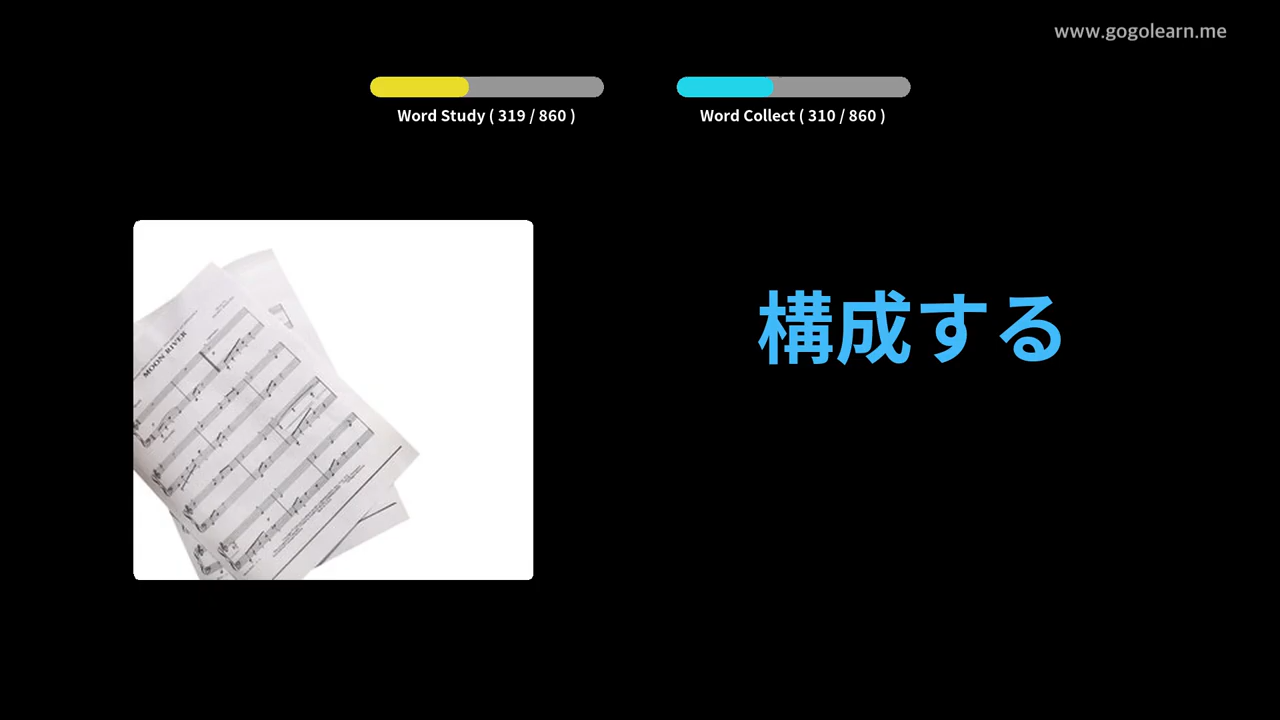 www.gogolearn.me
Word Study ( 319 / 860 )
Word Collect ( 310 / 860 )
MOON RIVER
構成する